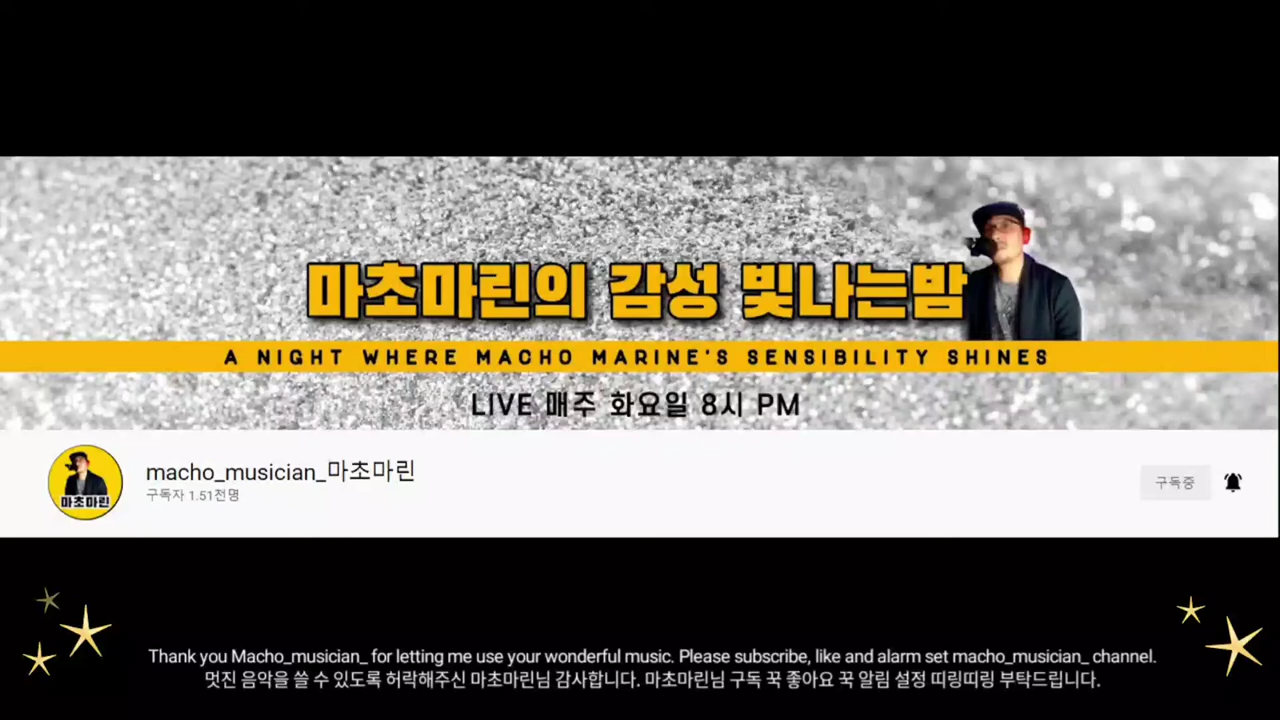 마초마린의 감성 빛나는밤
A NIGHT WHERE MACHO MARINE'S SENSIBILITY SHINES
LIVE 매주 화요일 8시 PM
마초마린
macho_musician_마초마린
구독자 1.51천명
구독중
Thank you Macho_musician_ for letting me use your wonderful music. Please subscribe, like and alarm set macho_musician_ channel.
멋진 음악을 쓸 수 있도록 허락해주신 마초마린님 감사합니다. 마초마린님 구독 꾹 좋아요 꾹 알림 설정 띠링띠링 부탁드립니다.